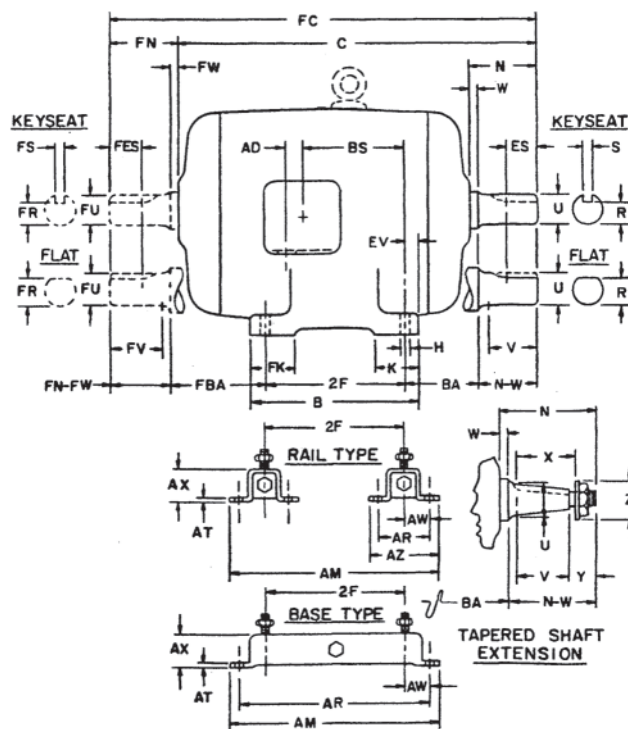 FC
FN
C
FW
N
W
KEYSEAT
KEYSEAT
FS
FES
AD
BS
ES
S
FR
FU
U
R
EV
FLAT
FLAT
FR
FU
U
R
FV
FK
K
H
V
FN-FW
FBA
2F
BA
N-W
B
2F
RAIL TYPE
AX
AT
AW
AR
AZ
AM
N
W
X
U
V
Y
BA
N-W
2F
BASE TYPE
TAPERED SHAFT
EXTENSION
AX
AT
AW
AR
AM